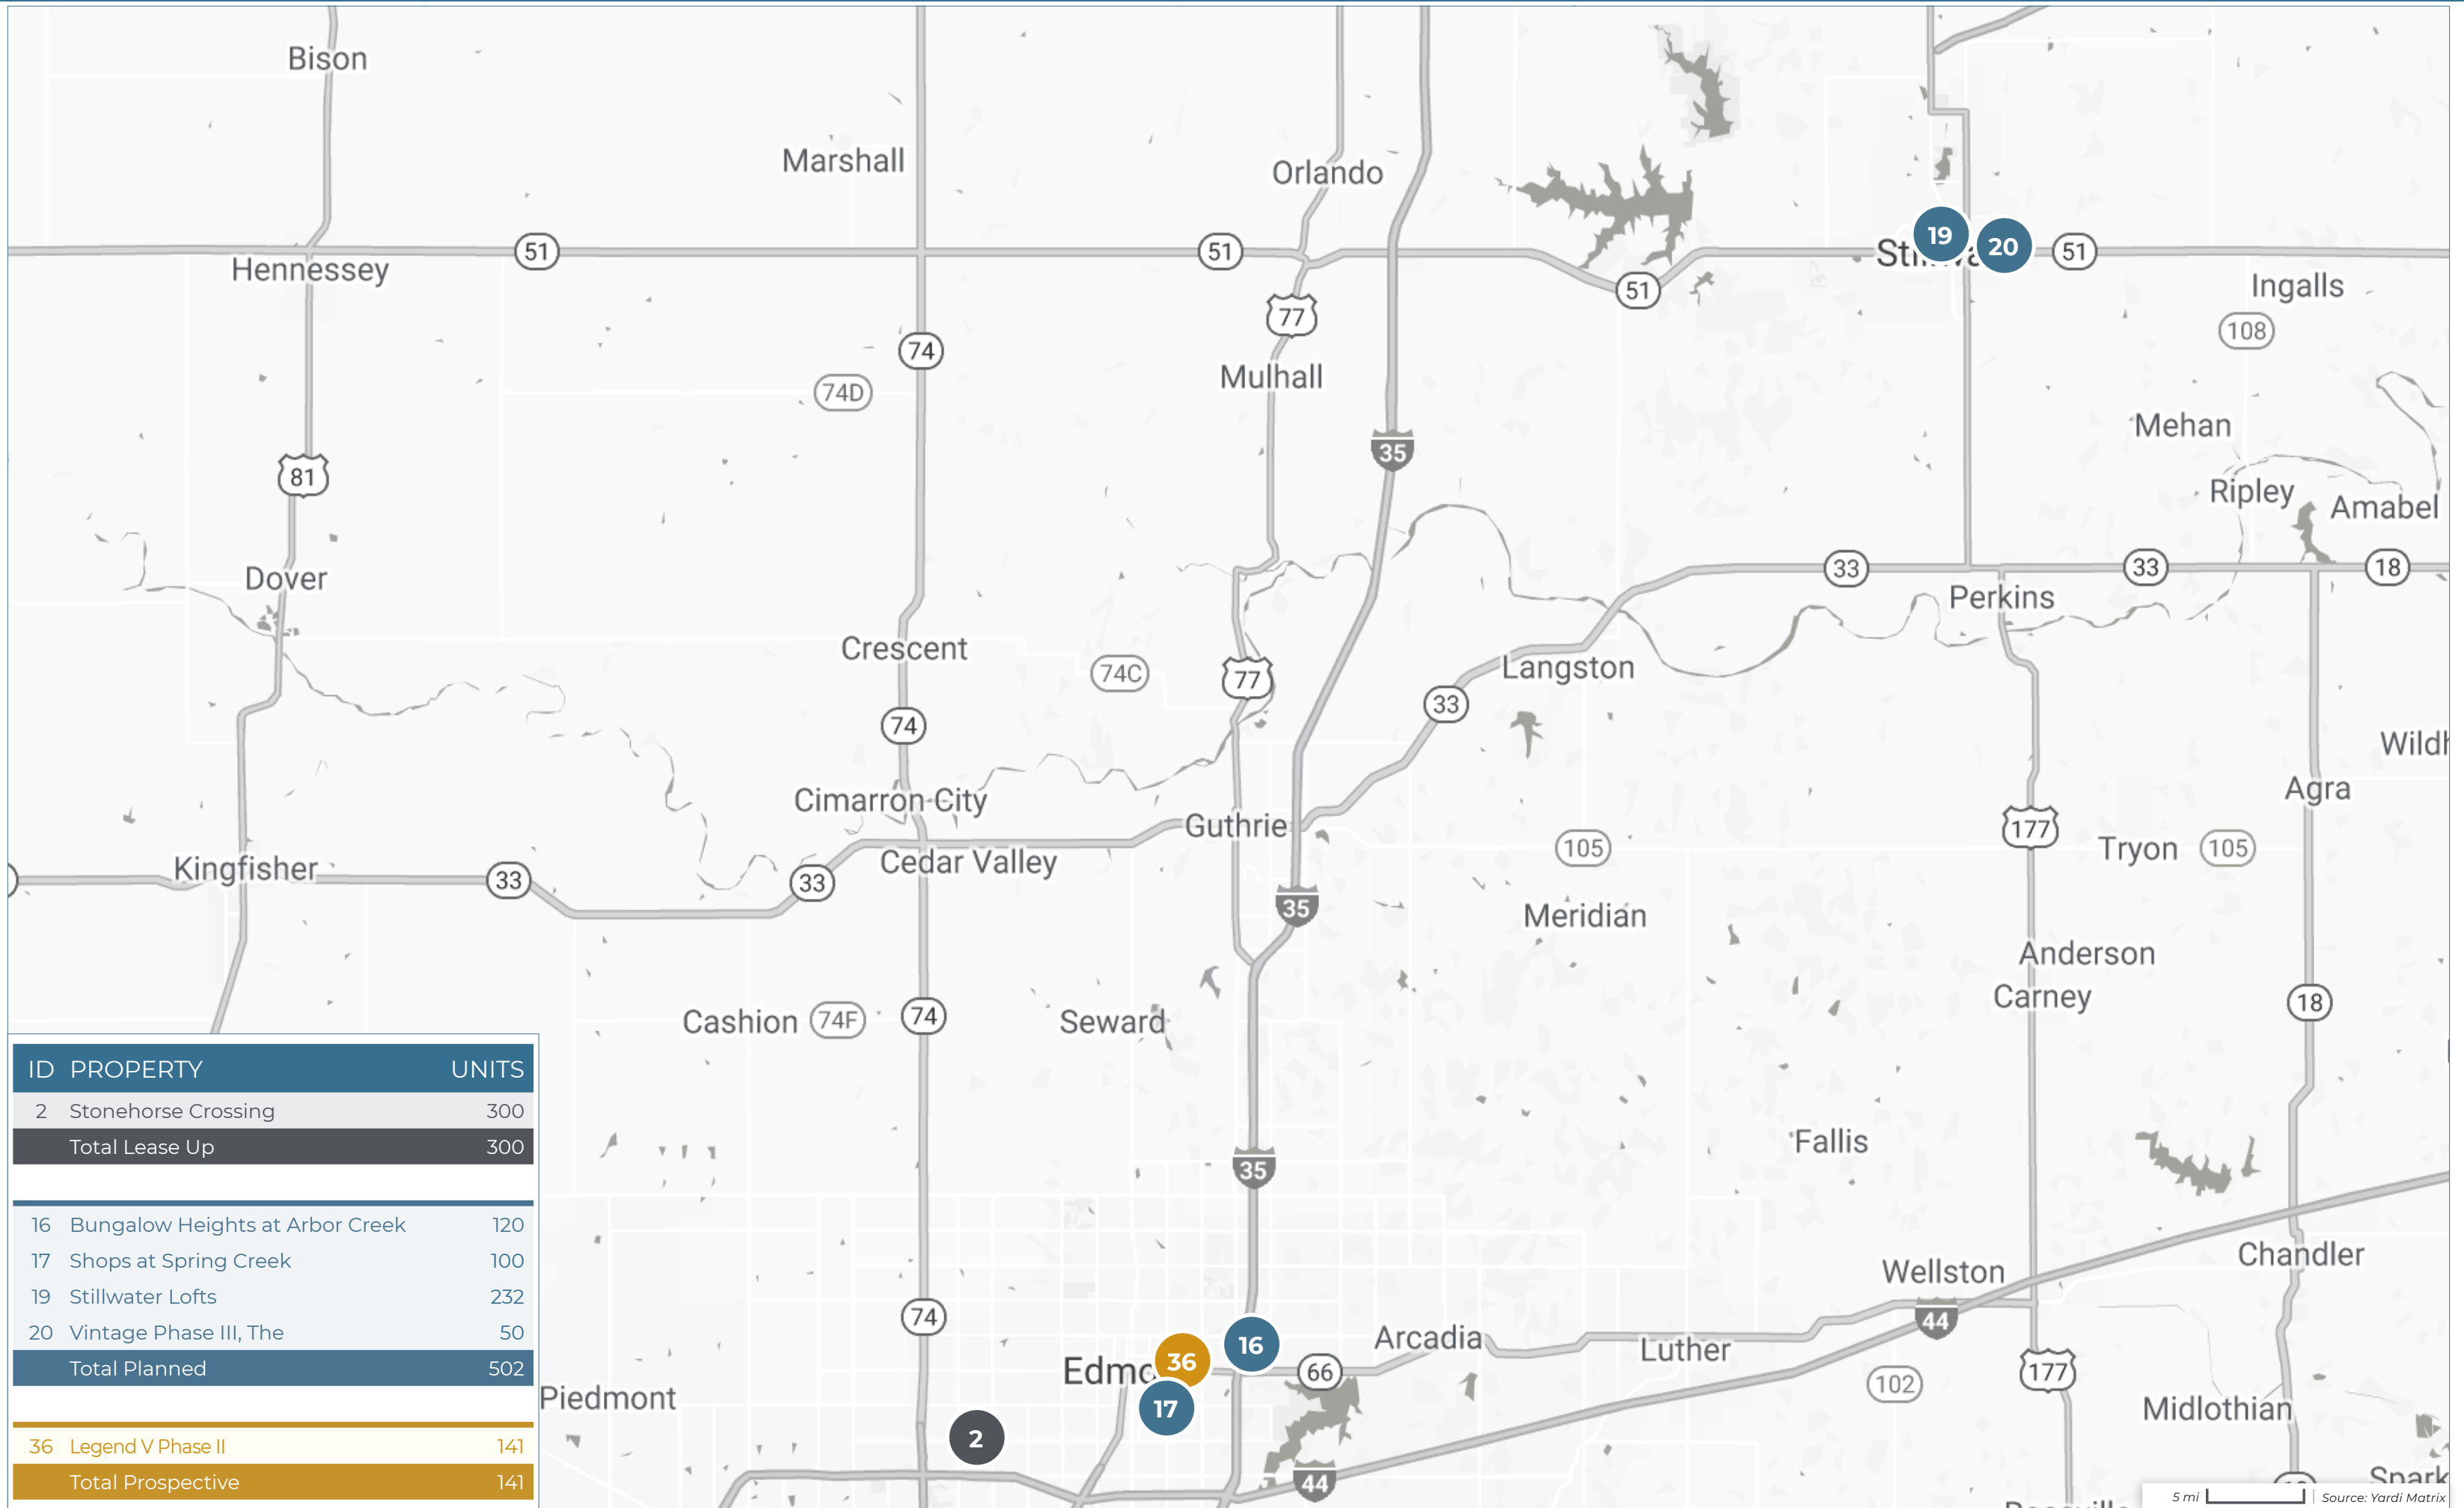 Bison
Marshall
Orlando
19
20
51
51
51
51
Hennessey
Ingalls
77
108
74
Mulhall
74D
Mehan
35
81
Ripley
Amabel
33
33
18
Dover
Perkins
Crescent
74C
77
Langston
33
74
Agra
Cimarron City
Guthrie
177
Tryon
105
105
Kingfisher
33
33
Cedar Valley
35
Meridian
Anderson
Carney
18
Cashion
74F
74
Seward
ID PROPERTY UNITS
2 Stonehorse Crossing 300
Total Lease Up 300
16 Bungalow Heights at Arbor Creek 120
17 Shops at Spring Creek 100
19 Stillwater Lofts 232
20 Vintage Phase III, The 50
Total Planned 502
36 Legend V Phase II 141
Total Prospective 141
Fallis
35
Chandler
Wellston
44
74
16
Arcadia
Luther
36
Edmo
66
177
102
Piedmont
17
Midlothian
2
44
5 mi
Source: Yardi Matrix